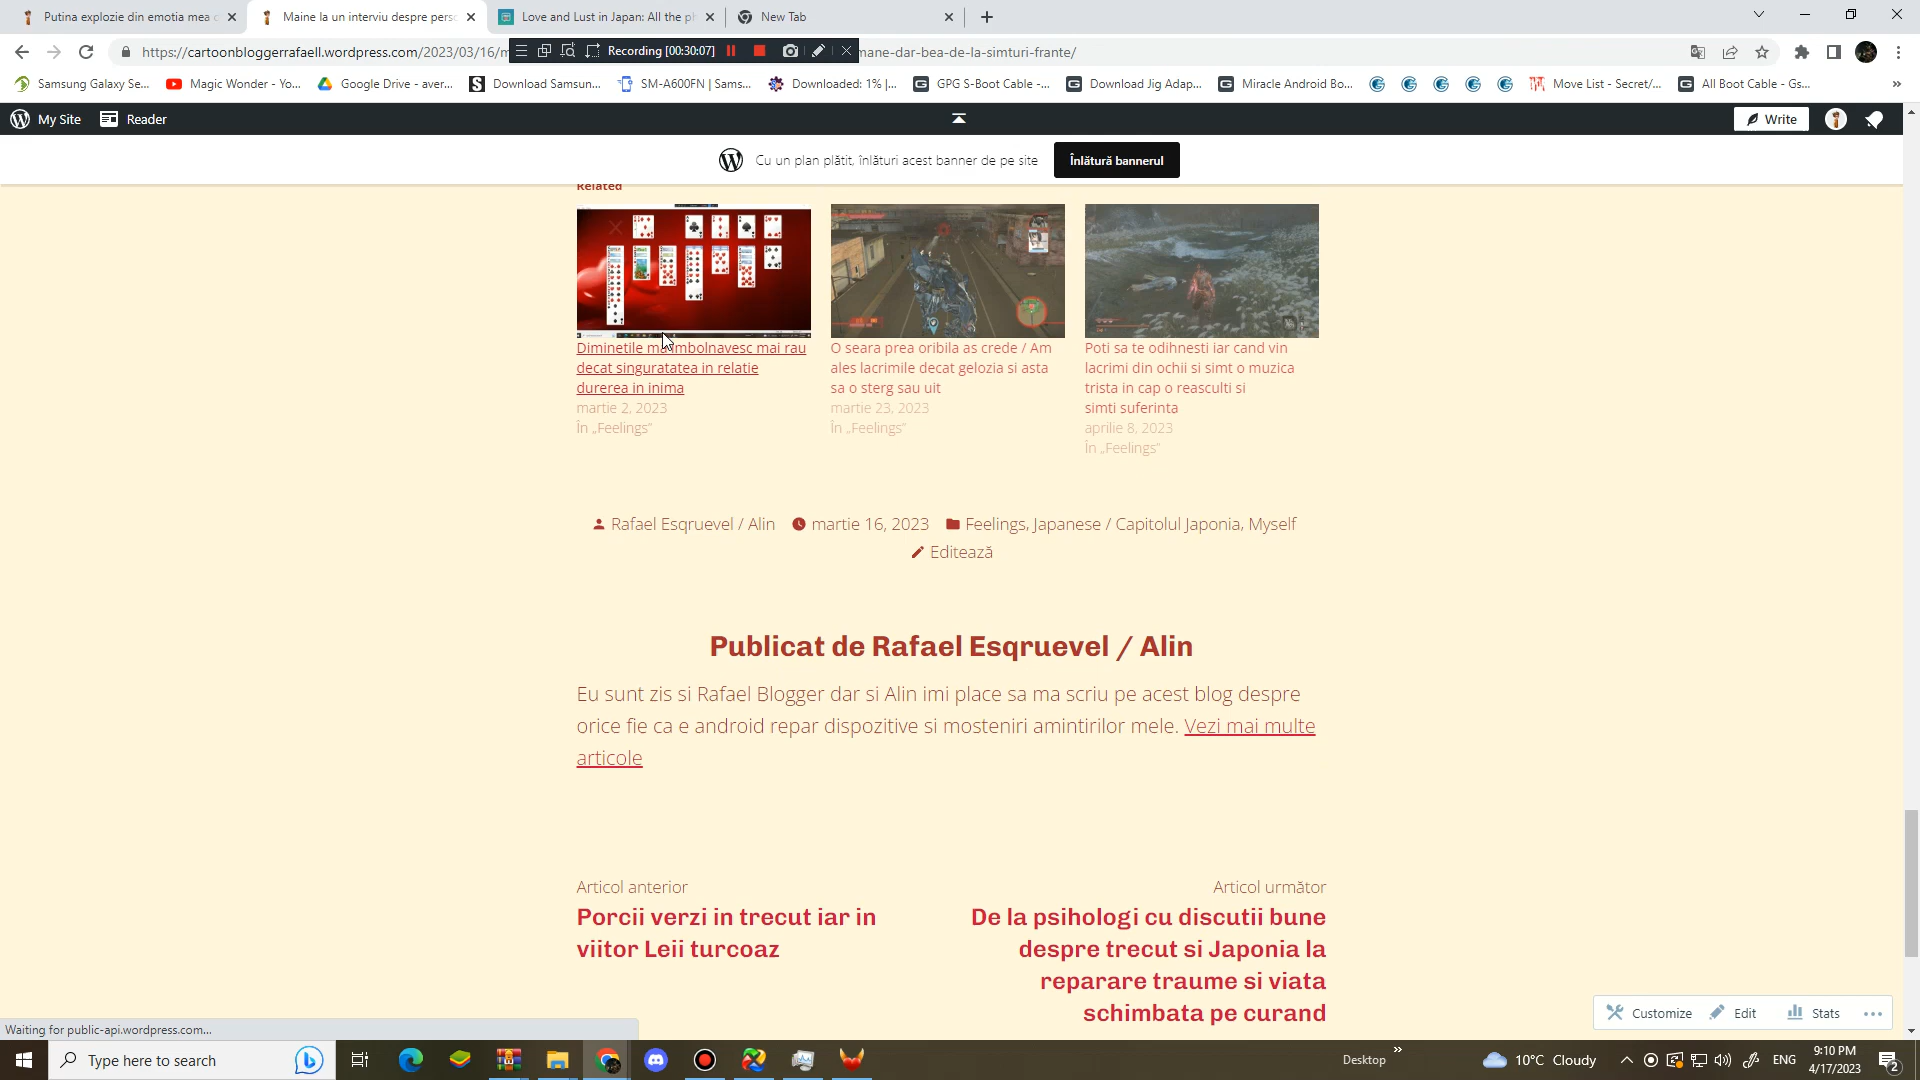 Putina explozie din emotia mea c
Maine la un interviu despre perso
Love and Lust in Japan: All the ph
New Tab
https://cartoonbloggerrafaell.wordpress.com/2023/03/16/m
Recording [00:30:07]
mane-dar-bea-de-la-simturi-frante/
Samsung Galaxy Se...
Magic Wonder - Yo...
Google Drive - aver...
Download Samsun...
SM-A600FN | Sams...
Downloaded: 1% |...
GPG S-Boot Cable -...
Download Jig Adap...
Miracle Android Bo...
Move List - Secret/...
All Boot Cable - Gs...
My Site
Reader
Write
Cu un plan plătit, înlături acest banner de pe site
Înlătură bannerul
Related
Diminetile ma imbolnavesc mai rau
decat singuratatea in relatie
durerea in inima
martie 2, 2023
În „Feelings”
O seara prea oribila as crede / Am
ales lacrimile decat gelozia si asta
sa o sterg sau uit
martie 23, 2023
În „Feelings”
Poti sa te odihnesti iar cand vin
lacrimi din ochii si simt o muzica
trista in cap o reasculti si
simti suferinta
aprilie 8, 2023
În „Feelings”
Rafael Esqruevel / Alin
martie 16, 2023
Feelings, Japanese / Capitolul Japonia, Myself
Editează
Publicat de Rafael Esqruevel / Alin
Eu sunt zis si Rafael Blogger dar si Alin imi place sa ma scriu pe acest blog despre
orice fie ca e android repar dispozitive si mosteniri amintirilor mele. Vezi mai multe
articole
Articol anterior
Porcii verzi in trecut iar in
viitor Leii turcoaz
Articol următor
De la psihologi cu discutii bune
despre trecut si Japonia la
reparare traume si viata
schimbata pe curand
Customize
Edit
Stats
Waiting for public-api.wordpress.com...
Type here to search
Desktop
10°C Cloudy
ENG
9:10 PM
4/17/2023
2